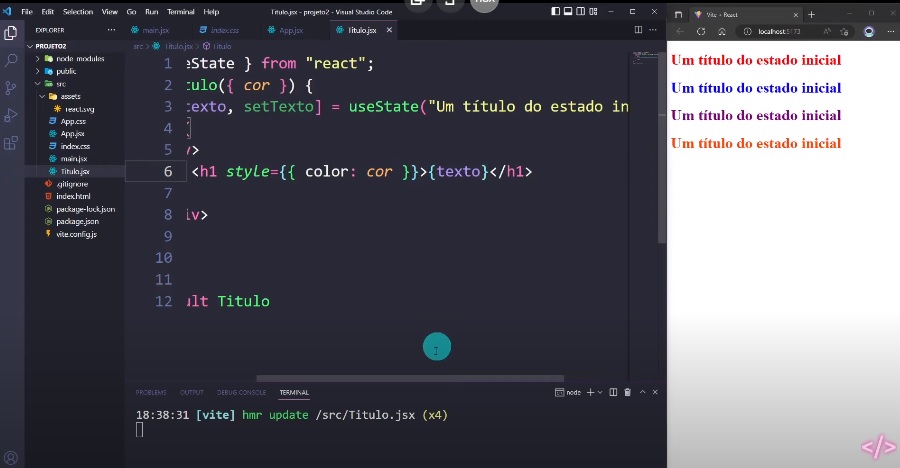 File Edit Selection View Go Run Terminal Help
Titulo.jsx - projeto2 - Visual Studio Code
EXPLORER
PROJETO2
node_modules
public
src
assets
react.svg
App.css
App.jsx
index.css
main.jsx
Titulo.jsx
.gitignore
index.html
package-lock.json
package.json
vite.config.js
main.jsx index.css App.jsx Titulo.jsx
src > Titulo.jsx > Titulo
1 eState } from "react";
2 tulo({ cor }) {
3 texto, setTexto] = useState("Um título do estado in
4
5 v>
6 <h1 style={{ color: cor }}>{texto}</h1>
7
8 iv>
9
10
11
12 ult Titulo
PROBLEMS OUTPUT DEBUG CONSOLE TERMINAL
node
18:38:31 [vite] hmr update /src/Titulo.jsx (x4)
Vite + React
localhost:5173
Um título do estado inicial
Um título do estado inicial
Um título do estado inicial
Um título do estado inicial
</>